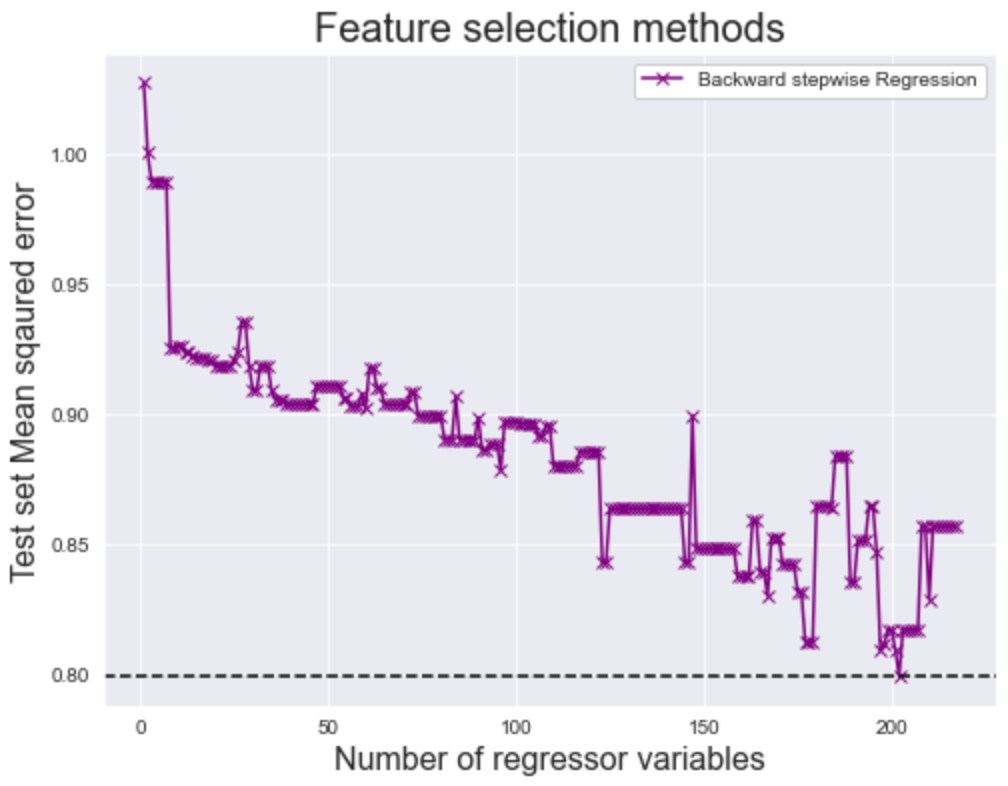 Feature selection methods
Backward stepwise Regression
1.00
0.95
0.90
0.85
0.80
Test set Mean sqaured error
0 50 100 150 200
Number of regressor variables